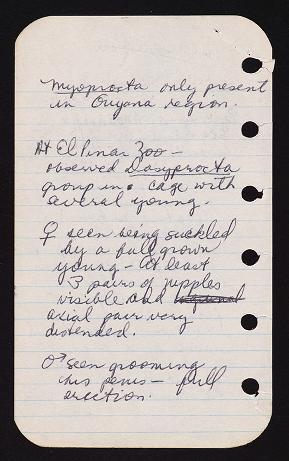 Myoprocta only present
in Guyana region.
At El Pinar Zoo —
observed Dasyprocta
group in cage with
several young.
♀ seen being suckled
by a full grown
young — At least
3 pairs of nipples
visible and
axial pair very
distended.
♂ seen grooming
his penis — full
erection.